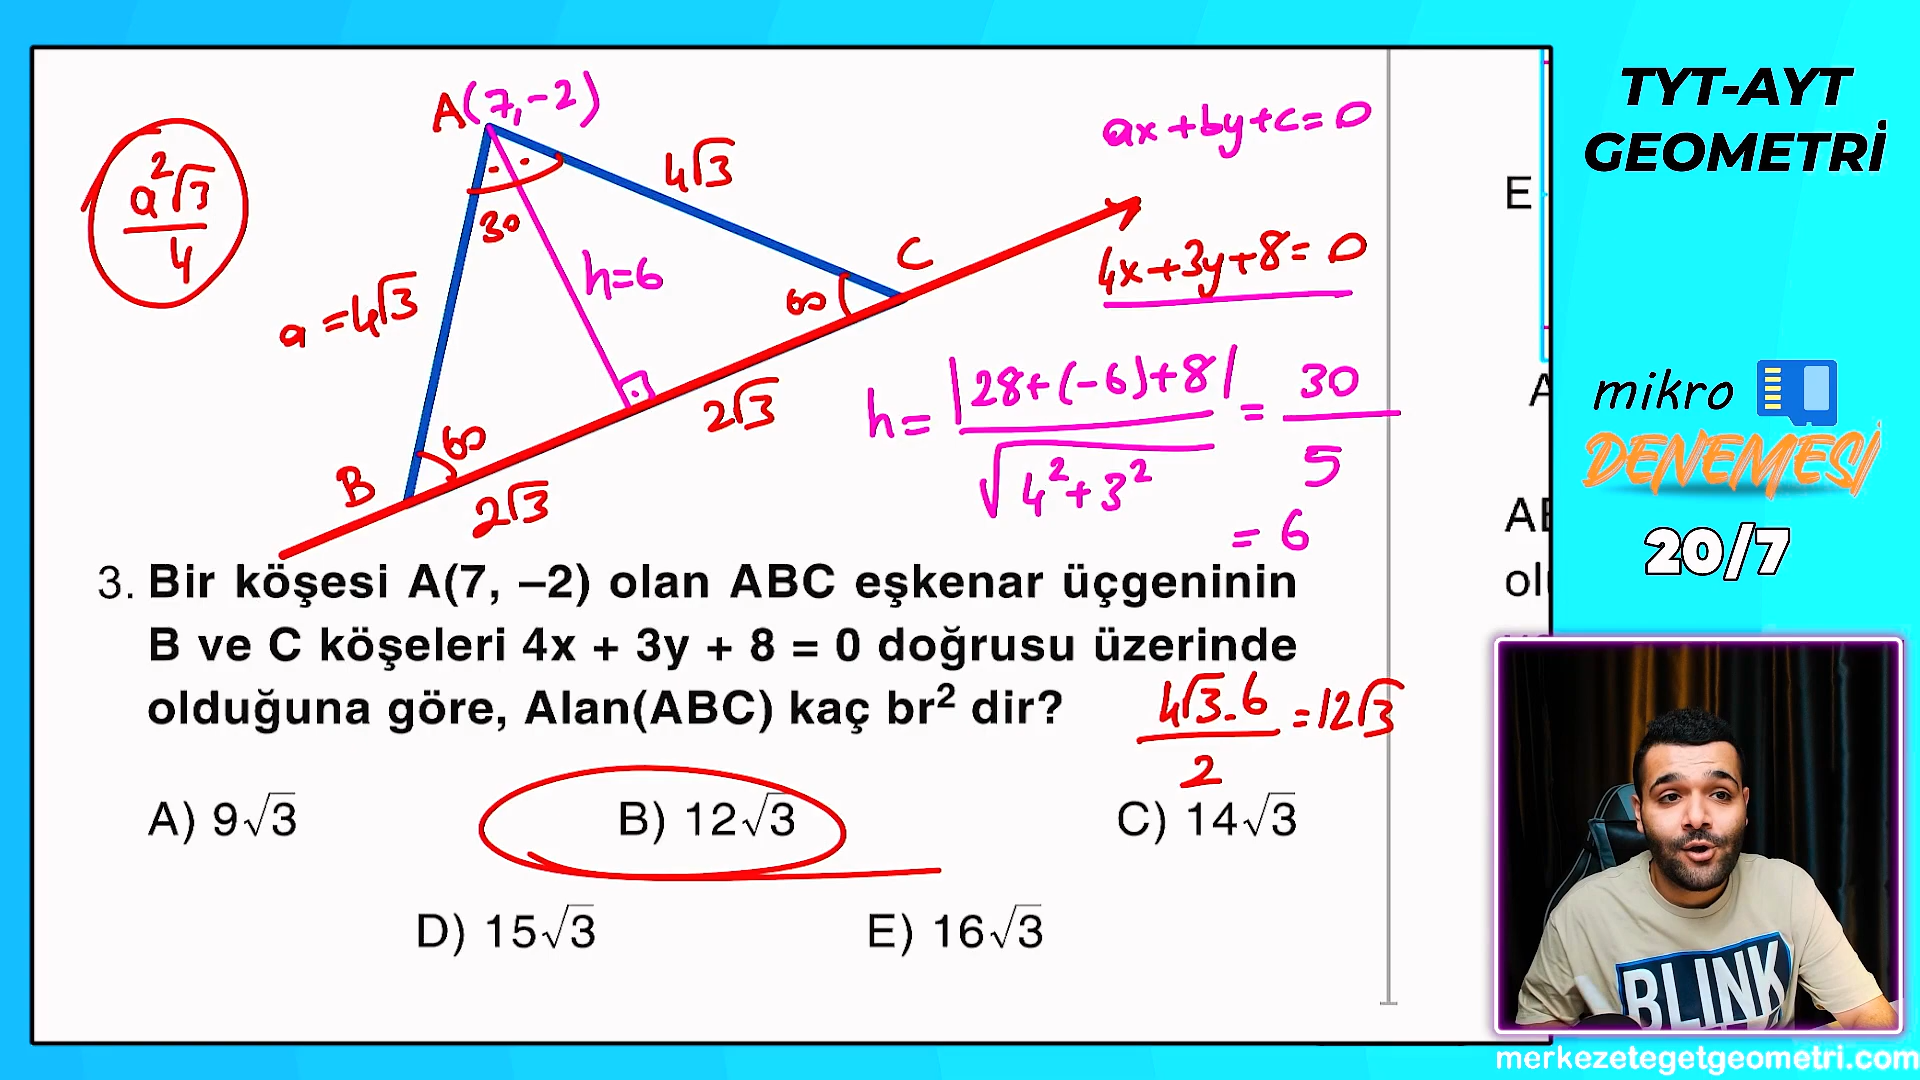 A(7,-2)
ax+by+c=0
a²√3
4
4√3
30
h=6
C
4x+3y+8=0
a=4√3
60
h= |28+(-6)+8| = 30
√4²+3² 5
= 6
2√3
60
B
2√3
3. Bir köşesi A(7, –2) olan ABC eşkenar üçgeninin
B ve C köşeleri 4x + 3y + 8 = 0 doğrusu üzerinde
olduğuna göre, Alan(ABC) kaç br² dir?
4√3.6 =12√3
2
A) 9√3 B) 12√3 C) 14√3
D) 15√3 E) 16√3
E
A
TYT-AYT
GEOMETRİ
mikro
DENEMESİ
20/7
BLINK
merkezetegetgeometri.com